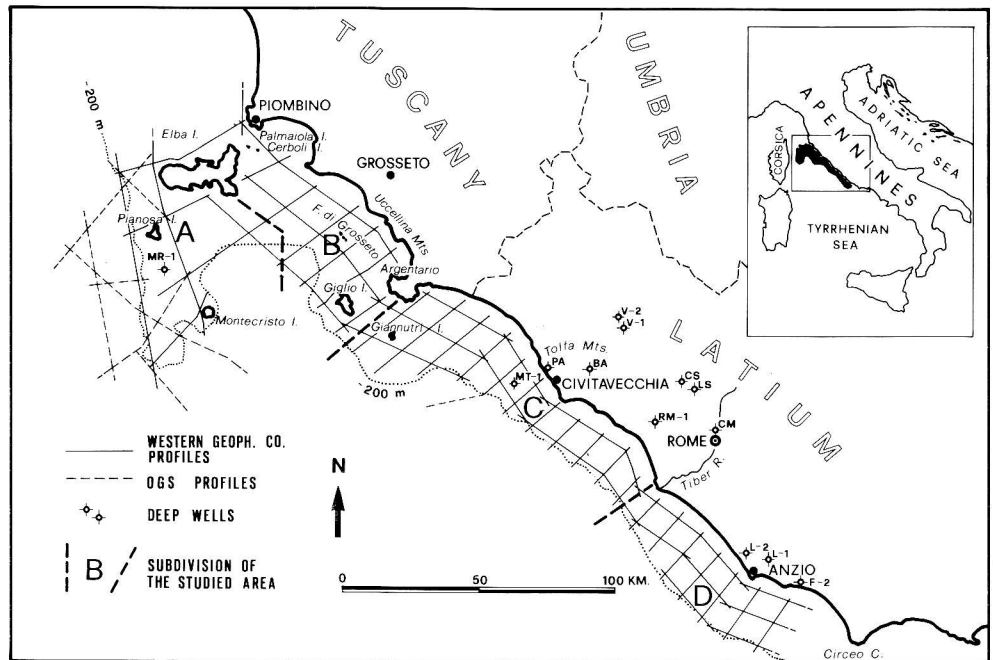 TUSCANY
UMBRIA
LATIUM
-200 m
PIOMBINO
Elba I.
Palmaiola I.
Cerboli I.
GROSSETO
Uccellina Mts
Pianosa I.
A
MR-1
F. di Grosseto
B
Argentario
Giglio I.
Montecristo I.
Giannutri I.
-200 m
V-2
V-1
Tolfa Mts.
PA
BA
MT-1
CIVITAVECCHIA
CS
LS
C
RM-1
CM
ROME
Tiber R.
L-2
L-1
ANZIO
F-2
D
Circeo C.
APENNINES
ADRIATIC SEA
CORSICA
TYRRHENIAN
SEA
WESTERN GEOPH. CO.
PROFILES
OGS PROFILES
DEEP WELLS
B
SUBDIVISION OF
THE STUDIED AREA
N
0 50 100 KM.